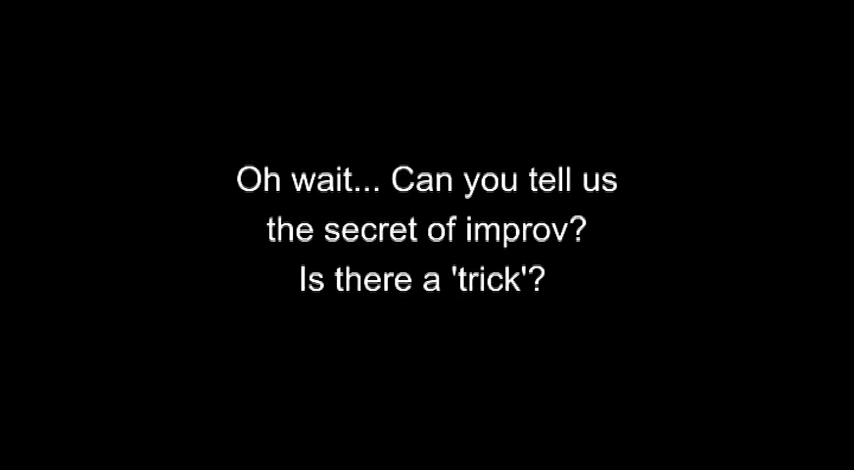 Oh wait... Can you tell us
the secret of improv?
Is there a 'trick'?